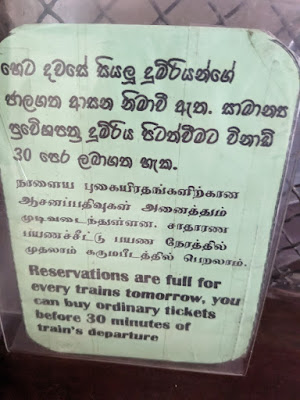 හෙට දවසේ සියලු දුම්රියන්ගේ
ජාලගත ආසන නිමාවී ඇත. සාමාන්‍ය
ප්‍රවේශපත්‍ර දුම්රිය පිටත්වීමට විනාඩි
30 පෙර ලබාගත හැක.
நாளைய புகையிரதங்களிற்கான
ஆசனப்பதிவுகள் அனைத்தும்
முடிவடைந்துள்ளன. சாதாரண
பயணச்சீட்டு பயண நேரத்தில்
முதலாம் கருமபீடத்தில் பெறலாம்.
Reservations are full for
every trains tomorrow, you
can buy ordinary tickets
before 30 minutes of
train's departure